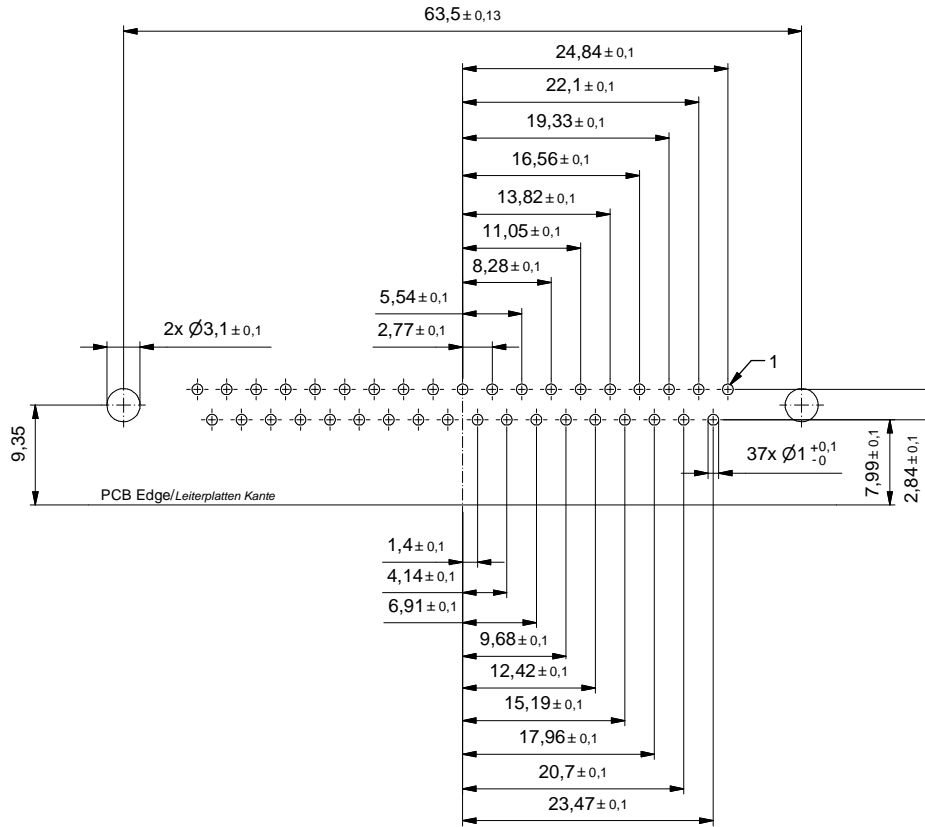 63,5 ± 0,13
24,84 ± 0,1
22,1 ± 0,1
19,33 ± 0,1
16,56 ± 0,1
13,82 ± 0,1
11,05 ± 0,1
8,28 ± 0,1
5,54 ± 0,1
2x Ø3,1 ± 0,1
2,77 ± 0,1
1
9,35
37x Ø1 +0,1 -0
7,99 ± 0,1
2,84 ± 0,1
PCB Edge/Leiterplatten Kante
1,4 ± 0,1
4,14 ± 0,1
6,91 ± 0,1
9,68 ± 0,1
12,42 ± 0,1
15,19 ± 0,1
17,96 ± 0,1
20,7 ± 0,1
23,47 ± 0,1